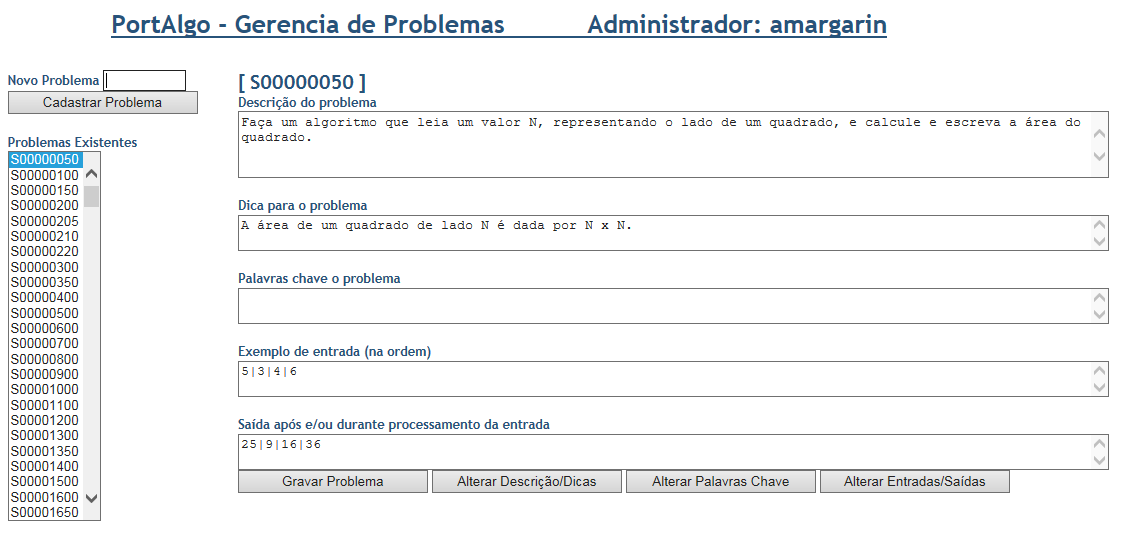 PortAlgo - Gerencia de Problemas Administrador: amargarin
Novo Problema
Cadastrar Problema
Problemas Existentes
S00000050
S00000100
S00000150
S00000200
S00000205
S00000210
S00000220
S00000300
S00000350
S00000400
S00000500
S00000600
S00000700
S00000800
S00000900
S00001000
S00001100
S00001200
S00001300
S00001350
S00001400
S00001500
S00001600
S00001650
[ S00000050 ]
Descrição do problema
Faça um algoritmo que leia um valor N, representando o lado de um quadrado, e calcule e escreva a área do
quadrado.
Dica para o problema
A área de um quadrado de lado N é dada por N x N.
Palavras chave o problema
Exemplo de entrada (na ordem)
5|3|4|6
Saída após e/ou durante processamento da entrada
25|9|16|36
Gravar Problema
Alterar Descrição/Dicas
Alterar Palavras Chave
Alterar Entradas/Saídas